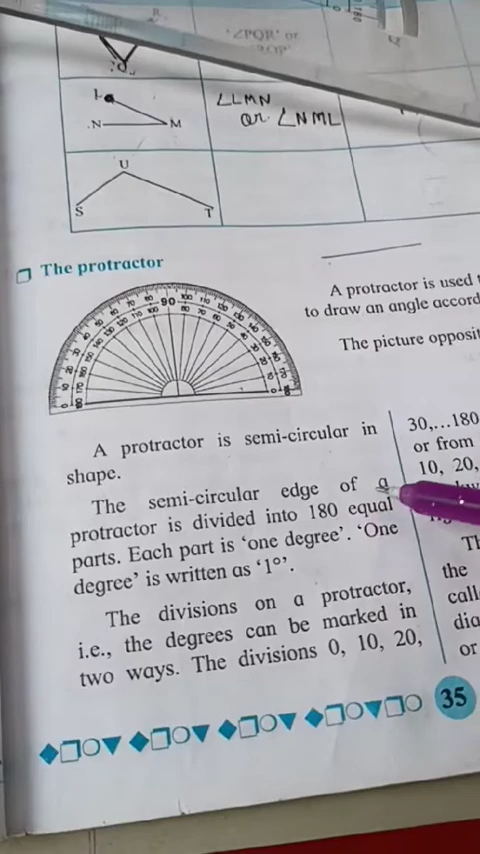 '∠PQR' or
L
N
M
∠LMN
or ∠NML
U
S
T
The protractor
A protractor is used
to draw an angle accord
The picture opposit
90
A protractor is semi-circular in
shape.
The semi-circular edge of a
protractor is divided into 180 equal
parts. Each part is 'one degree'. 'One
degree' is written as '1°'.
The divisions on a protractor,
i.e., the degrees can be marked in
two ways. The divisions 0, 10, 20,
30,...180
or from
10, 20,
Th
the
call
dia
or
35